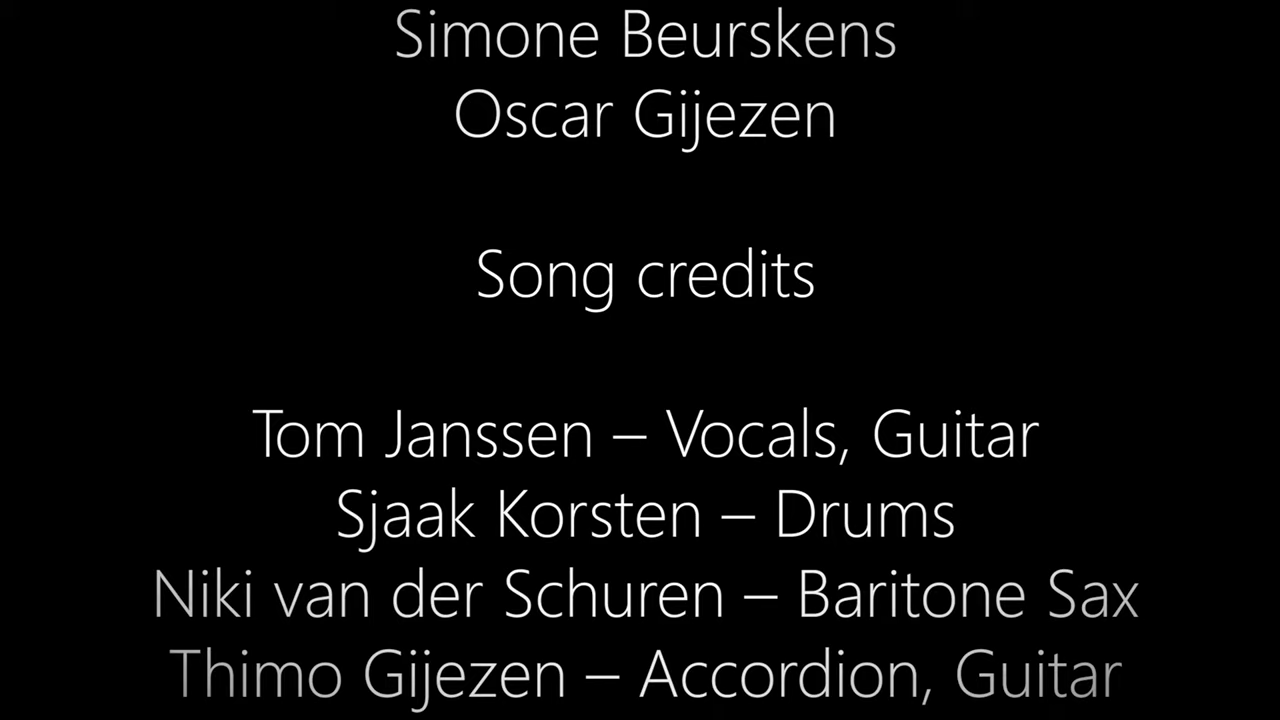 Simone Beurskens
Oscar Gijezen
Song credits
Tom Janssen – Vocals, Guitar
Sjaak Korsten – Drums
Niki van der Schuren – Baritone Sax
Thimo Gijezen – Accordion, Guitar